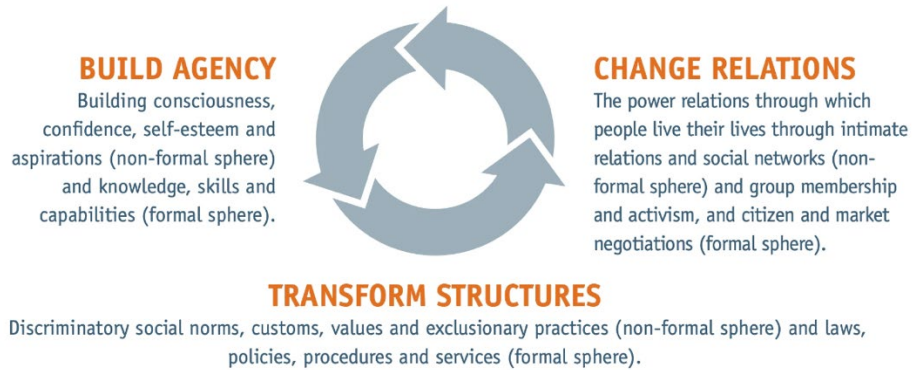 BUILD AGENCY
Building consciousness,
confidence, self-esteem and
aspirations (non-formal sphere)
and knowledge, skills and
capabilities (formal sphere).
CHANGE RELATIONS
The power relations through which
people live their lives through intimate
relations and social networks (non-
formal sphere) and group membership
and activism, and citizen and market
negotiations (formal sphere).
TRANSFORM STRUCTURES
Discriminatory social norms, customs, values and exclusionary practices (non-formal sphere) and laws,
policies, procedures and services (formal sphere).